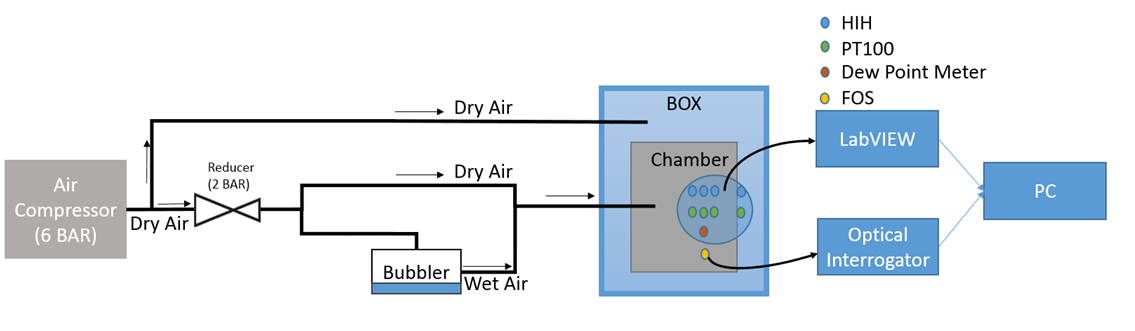 HIH
PT100
Dew Point Meter
FOS
BOX
Dry Air
LabVIEW
Chamber
Reducer
(2 BAR)
Dry Air
Air
Compressor
(6 BAR)
PC
Dry Air
Optical
Interrogator
Bubbler
Wet Air